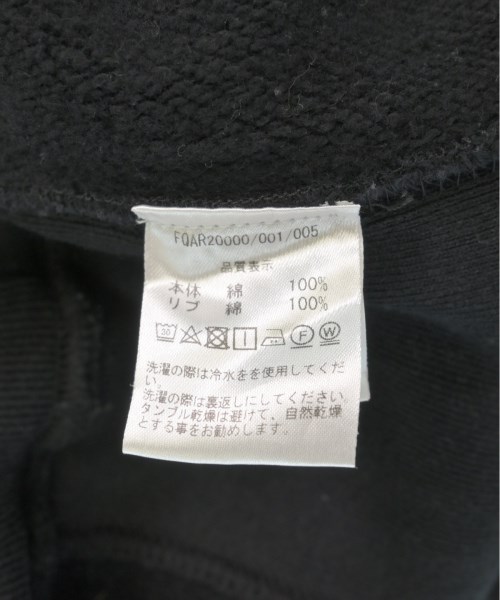 FQAR20000/001/005
品質表示
本体 綿 100%
リブ 綿 100%
30 F W
洗濯の際は冷水をを使用してくだ
い。
洗濯の際は裏返しにしてください。
タンブル乾燥は避けて、自然乾燥
とする事をお勧めします。